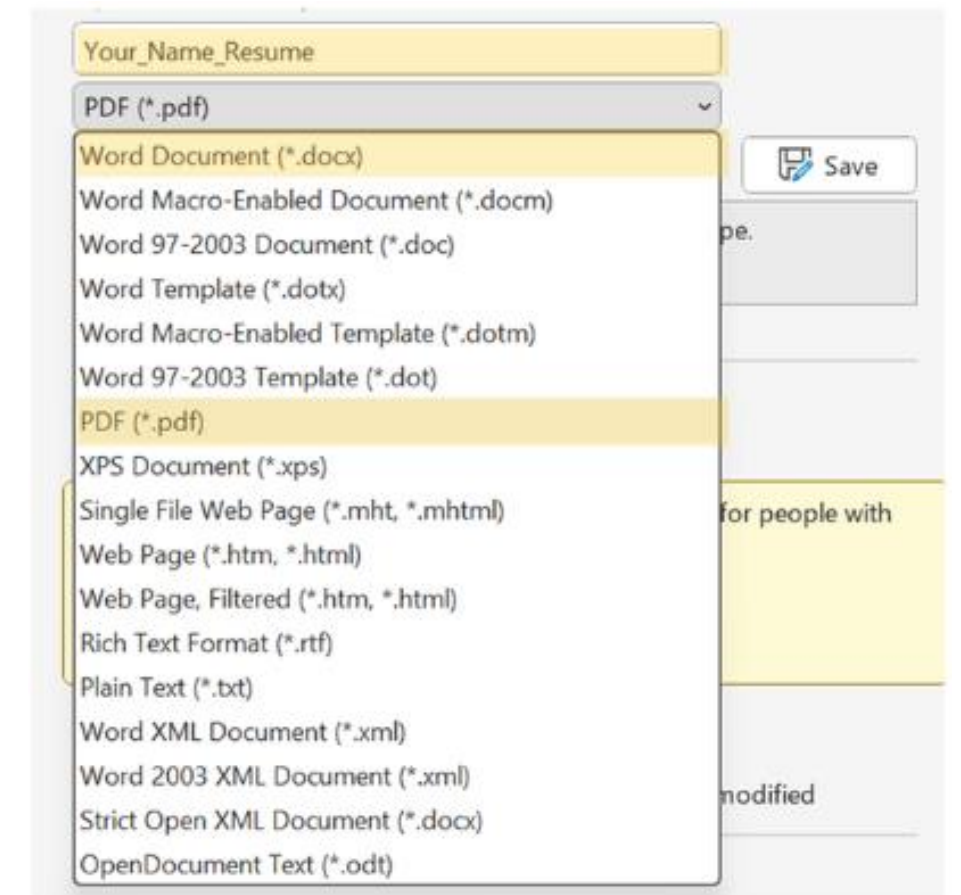 Your_Name_Resume
PDF (*.pdf)
Word Document (*.docx)
Save
Word Macro-Enabled Document (*.docm)
pe.
Word 97-2003 Document (*.doc)
Word Template (*.dotx)
Word Macro-Enabled Template (*.dotm)
Word 97-2003 Template (*.dot)
PDF (*.pdf)
XPS Document (*.xps)
Single File Web Page (*.mht, *.mhtml)
for people with
Web Page (*.htm, *.html)
Web Page, Filtered (*.htm, *.html)
Rich Text Format (*.rtf)
Plain Text (*.txt)
Word XML Document (*.xml)
Word 2003 XML Document (*.xml)
modified
Strict Open XML Document (*.docx)
OpenDocument Text (*.odt)